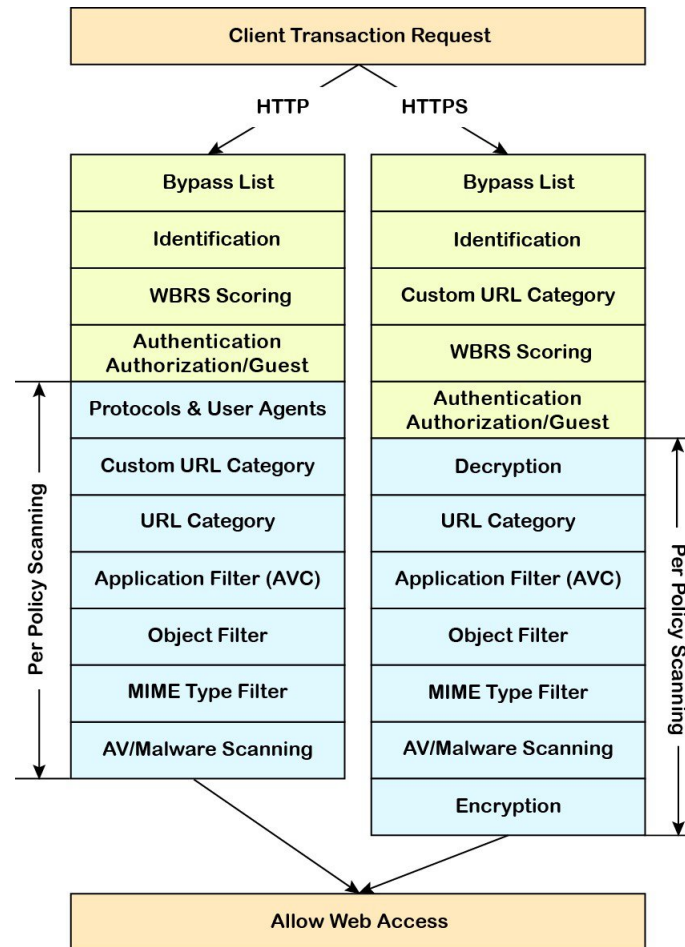 Client Transaction Request
HTTP
HTTPS
Bypass List
Identification
WBRS Scoring
Authentication
Authorization/Guest
Protocols & User Agents
Custom URL Category
URL Category
Application Filter (AVC)
Object Filter
MIME Type Filter
AV/Malware Scanning
Per Policy Scanning
Bypass List
Identification
Custom URL Category
WBRS Scoring
Authentication
Authorization/Guest
Decryption
URL Category
Application Filter (AVC)
Object Filter
MIME Type Filter
AV/Malware Scanning
Encryption
Per Policy Scanning
Allow Web Access